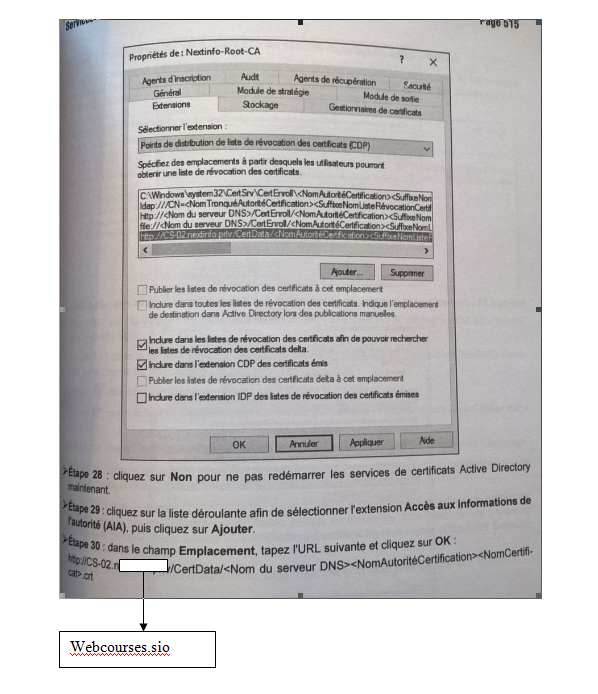 Page 515
Propriétés de : Nextinfo-Root-CA
? X
Agents d'inscription Audit Agents de récupération Sécurité
Général Module de stratégie Module de sortie
Extensions Stockage Gestionnaires de certificats
Sélectionner l'extension :
Points de distribution de liste de révocation des certificats (CDP)
Spécifiez des emplacements à partir desquels les utilisateurs pourront
obtenir une liste de révocation des certificats.
C:\Windows\system32\CertSrv\CertEnroll\<NomAutoritéCertification><SuffixeNon
ldap:///CN=<NomTronquéAutoritéCertification><SuffixeNomListeRévocationCertif
http://<Nom du serveur DNS>/CertEnroll/<NomAutoritéCertification><SuffixeNom
file://<Nom du serveur DNS>/CertEnroll/<NomAutoritéCertification><SuffixeNomL
http://CS-02.nextinfo.priv/CertData/<NomAutoritéCertification><SuffixeNomListeR
Ajouter... Supprimer
Publier les listes de révocation des certificats à cet emplacement
Inclure dans toutes les listes de révocation des certificats. Indique l'emplacement
de destination dans Active Directory lors des publications manuelles.
Inclure dans les listes de révocation des certificats afin de pouvoir rechercher
les listes de révocation des certificats delta.
Inclure dans l'extension CDP des certificats émis
Publier les listes de révocation des certificats delta à cet emplacement
Inclure dans l'extension IDP des listes de révocation des certificats émises
OK Annuler Appliquer Aide
➢Étape 28 : cliquez sur Non pour ne pas redémarrer les services de certificats Active Directory
maintenant.
➢Étape 29 : cliquez sur la liste déroulante afin de sélectionner l'extension Accès aux informations de
l'autorité (AIA), puis cliquez sur Ajouter.
➢Étape 30 : dans le champ Emplacement, tapez l'URL suivante et cliquez sur OK :
http://CS-02.n /CertData/<Nom du serveur DNS><NomAutoritéCertification><NomCertifi-
cat>.crt
Webcourses.sio